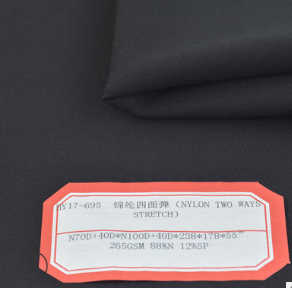 HY17-695 锦纶四面弹（NYLON TWO WAYS
STRETCH）
N70D+40D*N100D+40D*238*178*55"
265GSM 88%N 12%SP